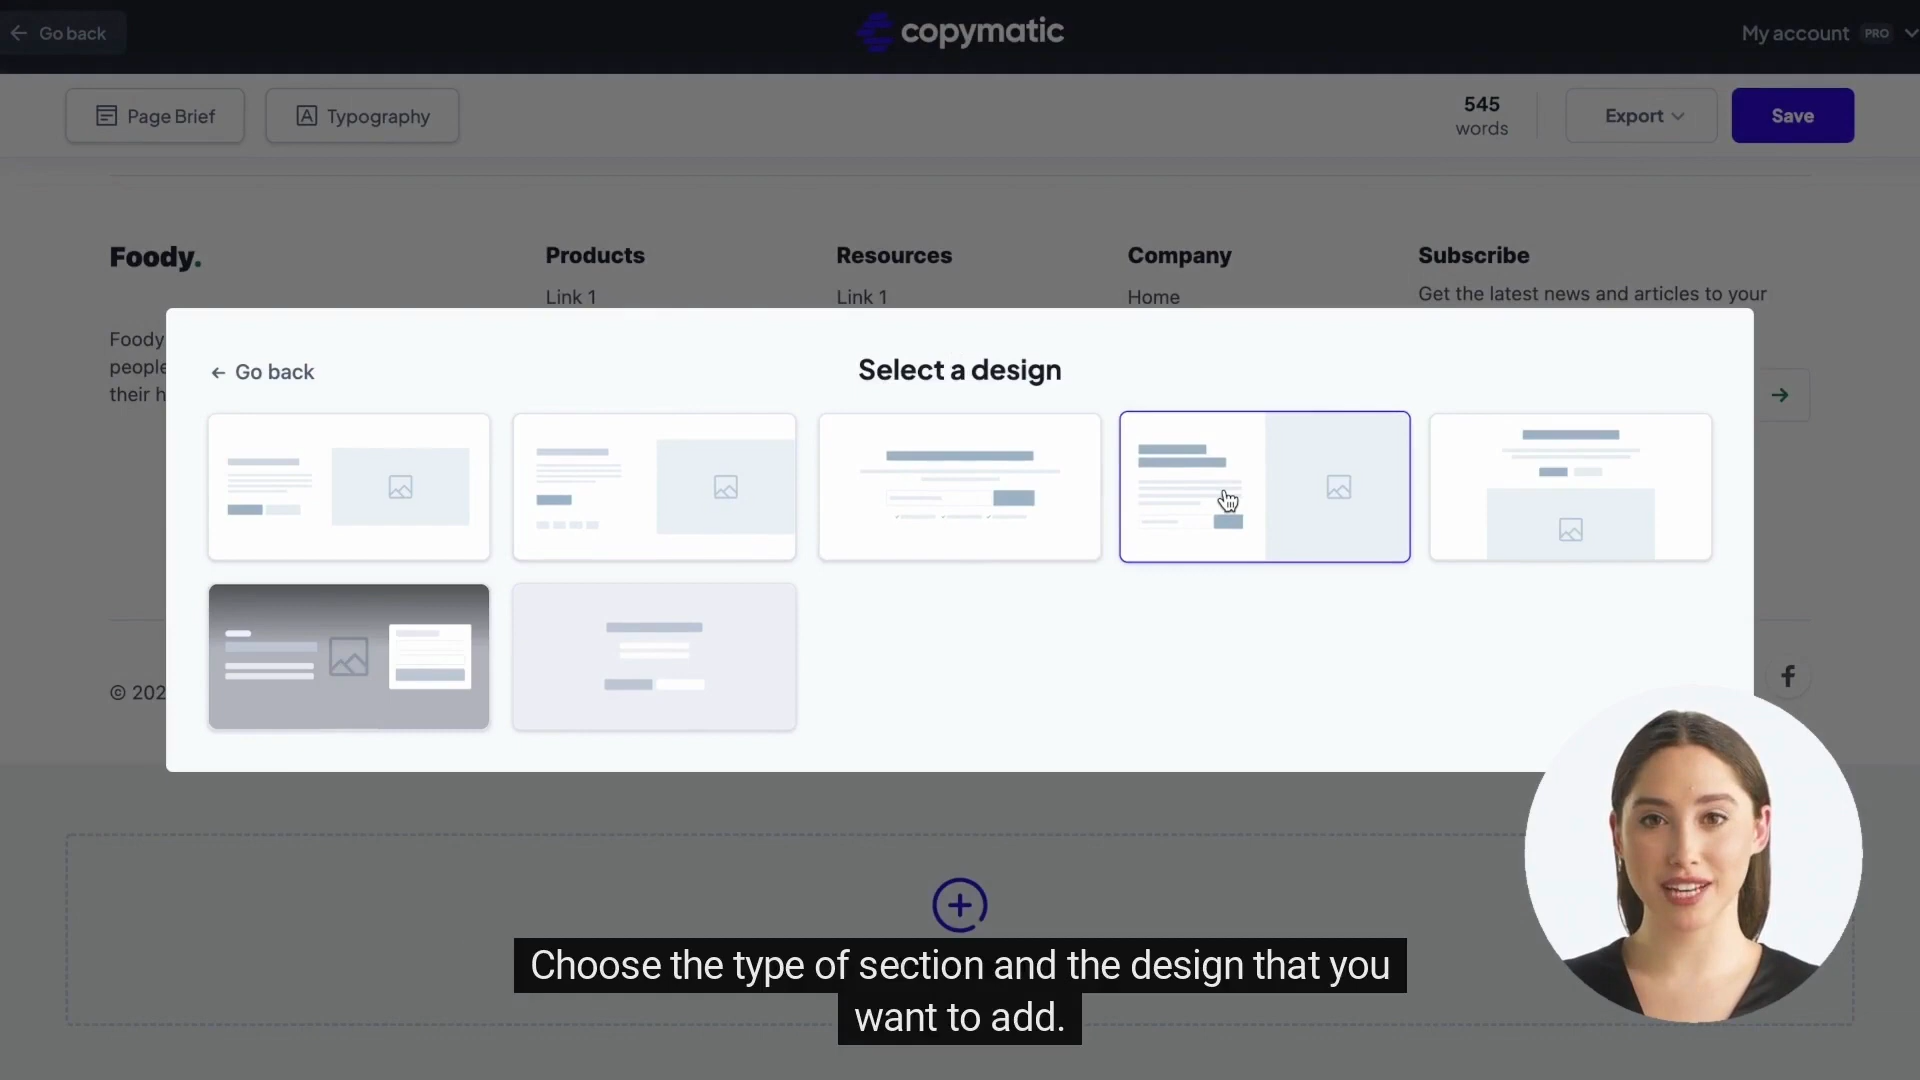 Go back
copymatic
My account PRO
Page Brief
Typography
545
words
Export
Save
Foody.
Products
Resources
Company
Subscribe
Link 1
Link 1
Home
Get the latest news and articles to your
Foody
people
their h
Go back
Select a design
© 202
Choose the type of section and the design that you
want to add.